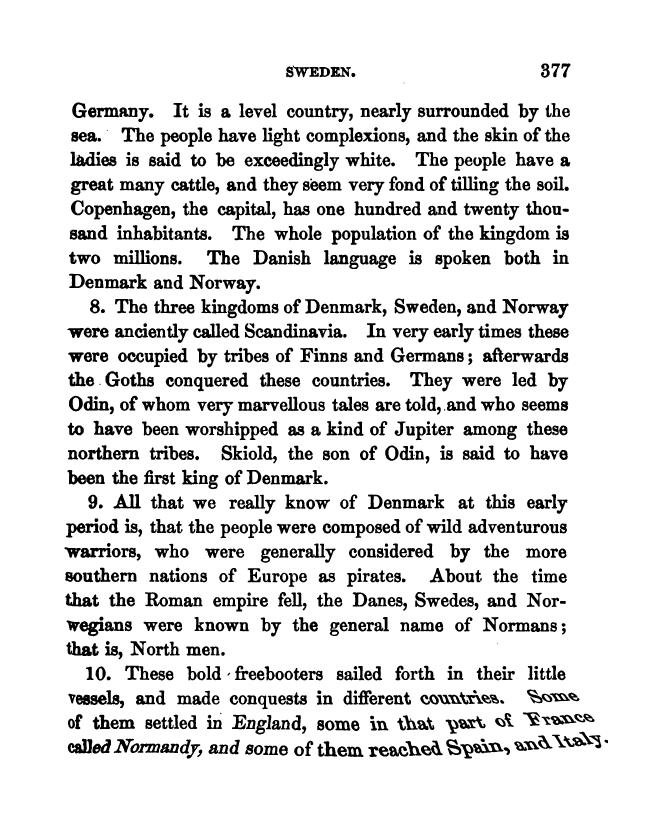 SWEDEN. 377
Germany. It is a level country, nearly surrounded by the
sea. The people have light complexions, and the skin of the
ladies is said to be exceedingly white. The people have a
great many cattle, and they seem very fond of tilling the soil.
Copenhagen, the capital, has one hundred and twenty thou-
sand inhabitants. The whole population of the kingdom is
two millions. The Danish language is spoken both in
Denmark and Norway.
8. The three kingdoms of Denmark, Sweden, and Norway
were anciently called Scandinavia. In very early times these
were occupied by tribes of Finns and Germans; afterwards
the Goths conquered these countries. They were led by
Odin, of whom very marvellous tales are told, and who seems
to have been worshipped as a kind of Jupiter among these
northern tribes. Skiold, the son of Odin, is said to have
been the first king of Denmark.
9. All that we really know of Denmark at this early
period is, that the people were composed of wild adventurous
warriors, who were generally considered by the more
southern nations of Europe as pirates. About the time
that the Roman empire fell, the Danes, Swedes, and Nor-
wegians were known by the general name of Normans;
that is, North men.
10. These bold freebooters sailed forth in their little
vessels, and made conquests in different countries. Some
of them settled in England, some in that part of France
called Normandy, and some of them reached Spain, and Italy.